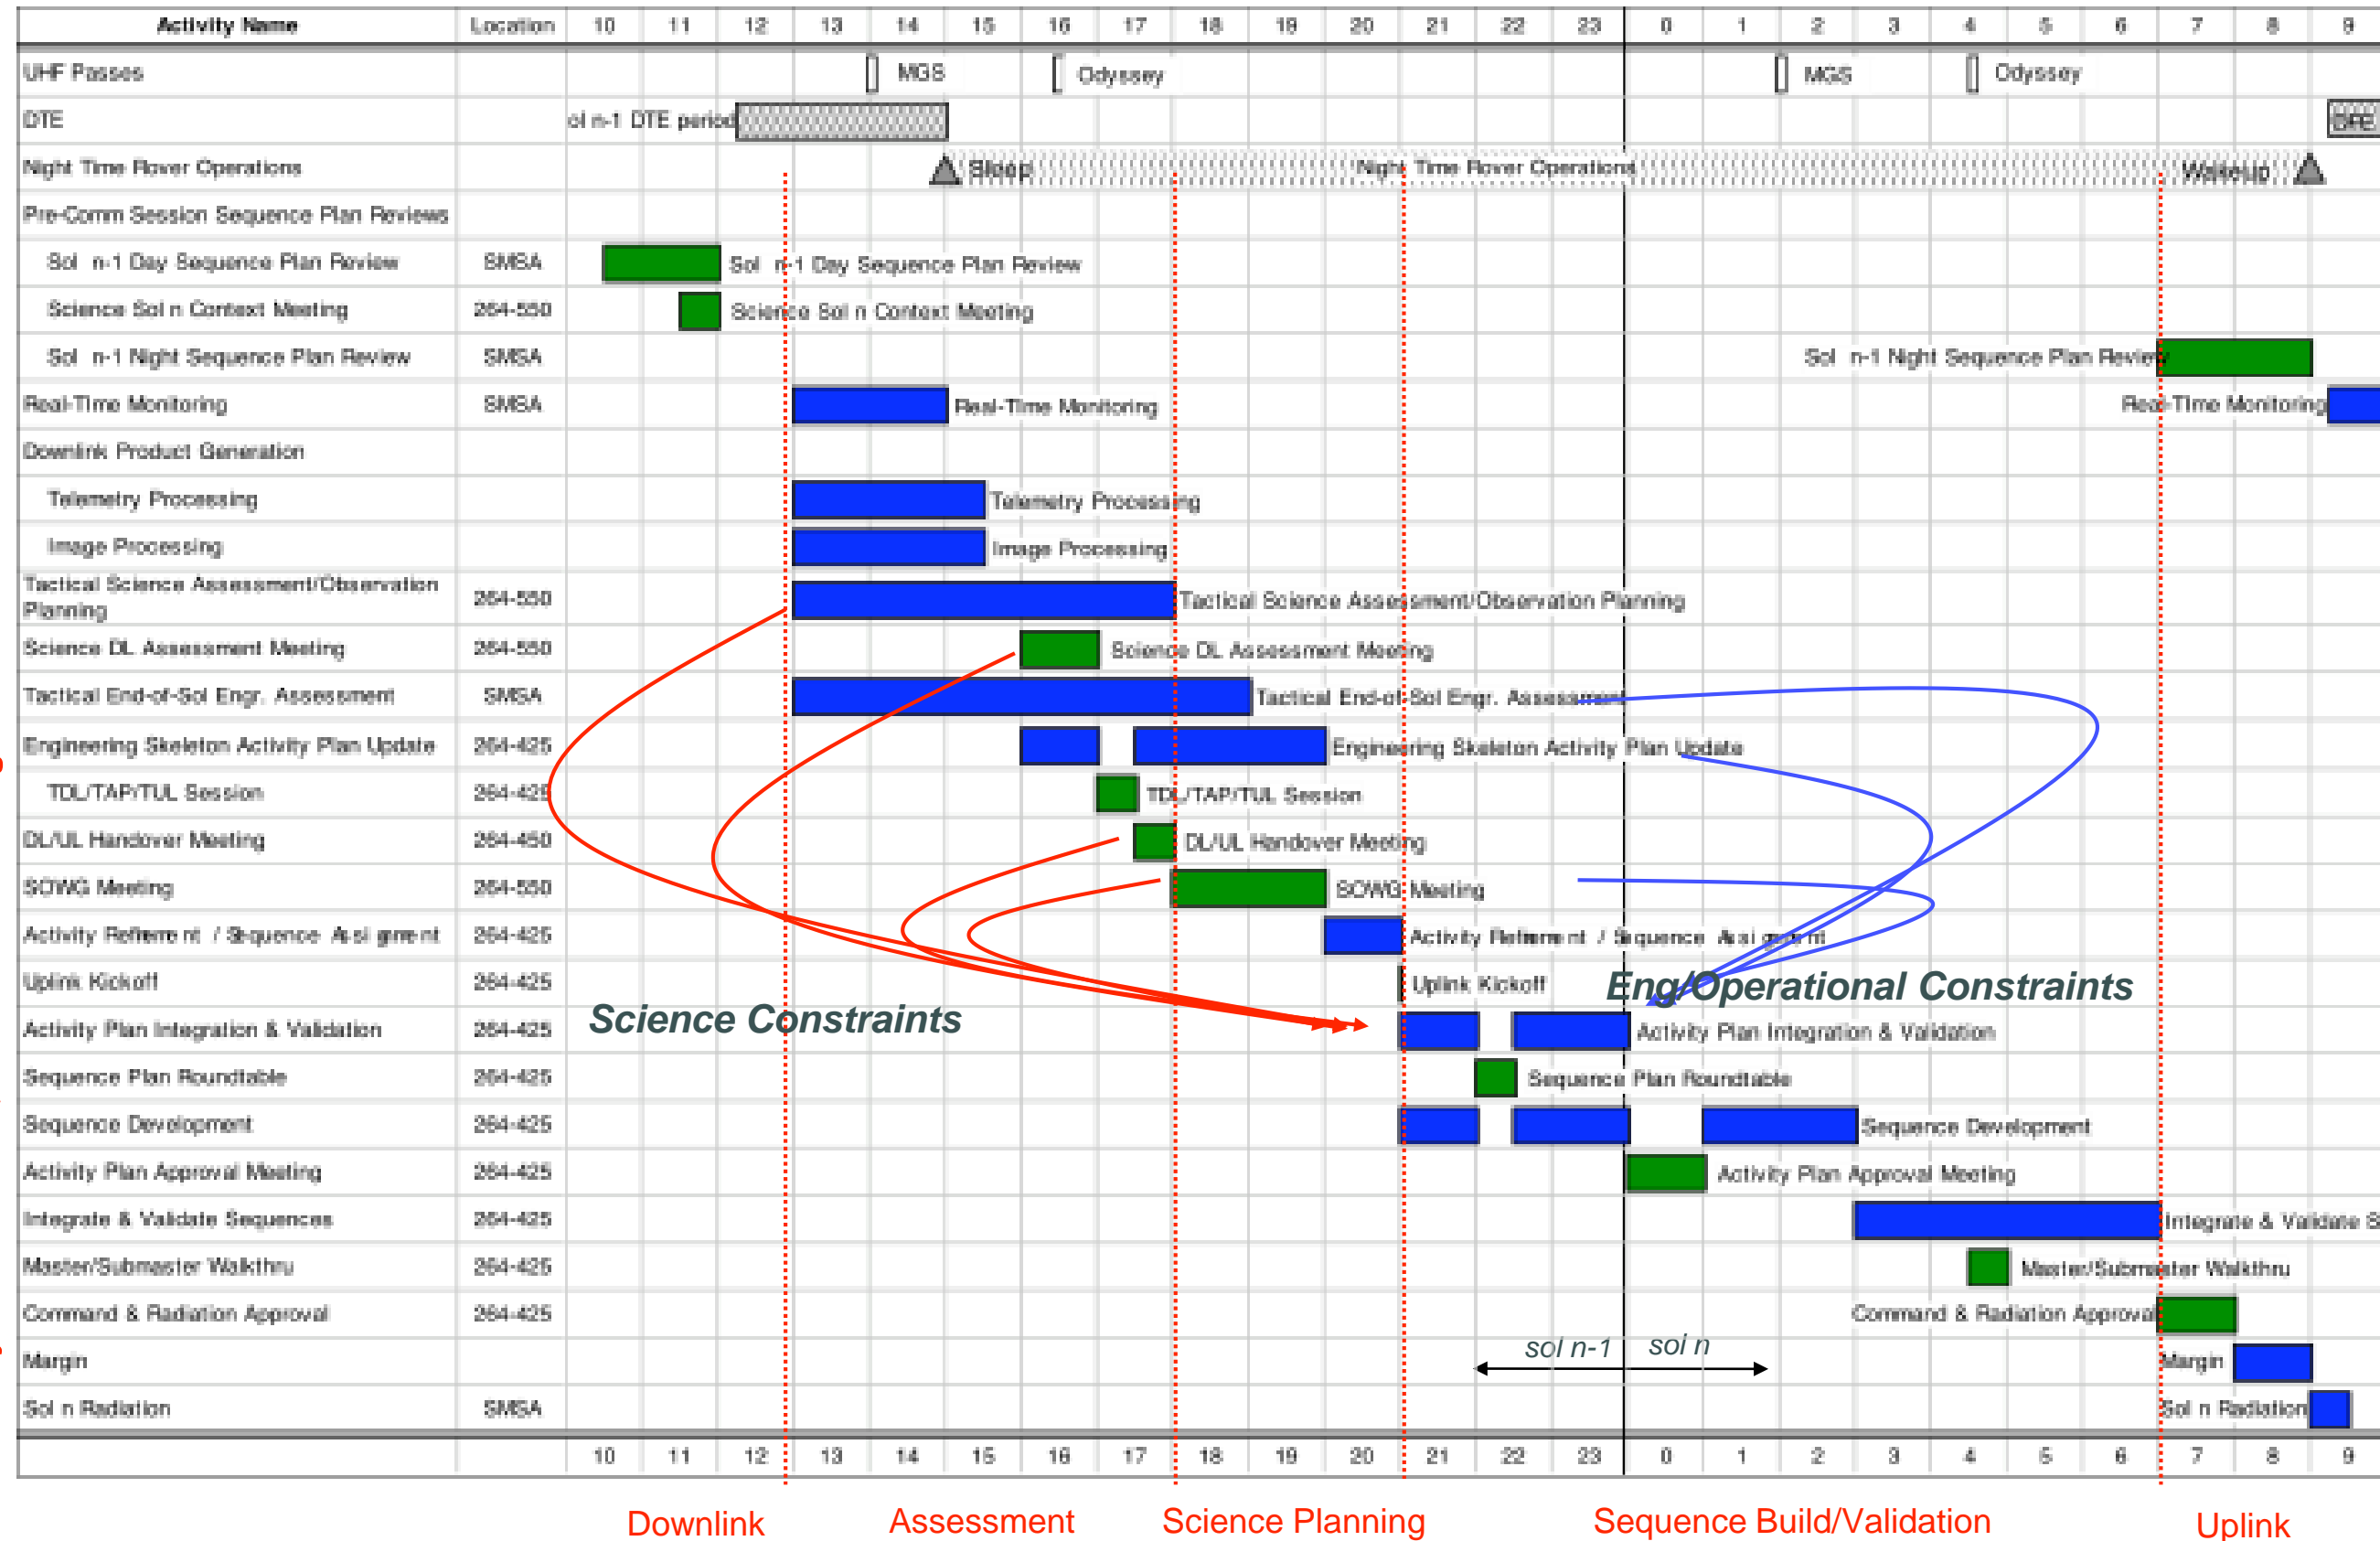 Activity Name Location 10 11 12 13 14 15 16 17 18 19 20 21 22 23 0 1 2 3 4 5 6 7 8 9
UHF Passes MGS Odyssey MGS Odyssey
DTE ol n-1 DTE period
Night Time Rover Operations Sleep Night Time Rover Operations Wakeup
Pre-Comm Session Sequence Plan Reviews
Sol n-1 Day Sequence Plan Review SMSA Sol n-1 Day Sequence Plan Review
Science Sol n Context Meeting 264-550 Science Sol n Context Meeting
Sol n-1 Night Sequence Plan Review SMSA Sol n-1 Night Sequence Plan Review
Real-Time Monitoring SMSA Real-Time Monitoring Real-Time Monitoring
Downlink Product Generation
Telemetry Processing Telemetry Processing
Image Processing Image Processing
Tactical Science Assessment/Observation
Planning 264-550 Tactical Science Assessment/Observation Planning
Science DL Assessment Meeting 264-550 Science DL Assessment Meeting
Tactical End-of-Sol Engr. Assessment SMSA Tactical End-of-Sol Engr. Assessment
Engineering Skeleton Activity Plan Update 264-425 Engineering Skeleton Activity Plan Update
TDL/TAP/TUL Session 264-425 TDL/TAP/TUL Session
DL/UL Handover Meeting 264-450 DL/UL Handover Meeting
SOWG Meeting 264-550 SOWG Meeting
Activity / Sequence 264-425 Activity / Sequence
Uplink Kickoff 264-425 Uplink Kickoff Eng/Operational Constraints
Science Constraints
Activity Plan Integration & Validation 264-425 Activity Plan Integration & Validation
Sequence Plan Roundtable 264-425 Sequence Plan Roundtable
Sequence Development 264-425 Sequence Development
Activity Plan Approval Meeting 264-425 Activity Plan Approval Meeting
Integrate & Validate Sequences 264-425 Integrate & Validate S
Master/Submaster Walkthru 264-425 Master/Submaster Walkthru
Command & Radiation Approval 264-425 Command & Radiation Approval
Margin sol n-1 sol n Margin
Sol n Radiation SMSA Sol n Radiation
10 11 12 13 14 15 16 17 18 19 20 21 22 23 0 1 2 3 4 5 6 7 8 9
Downlink Assessment Science Planning Sequence Build/Validation Uplink